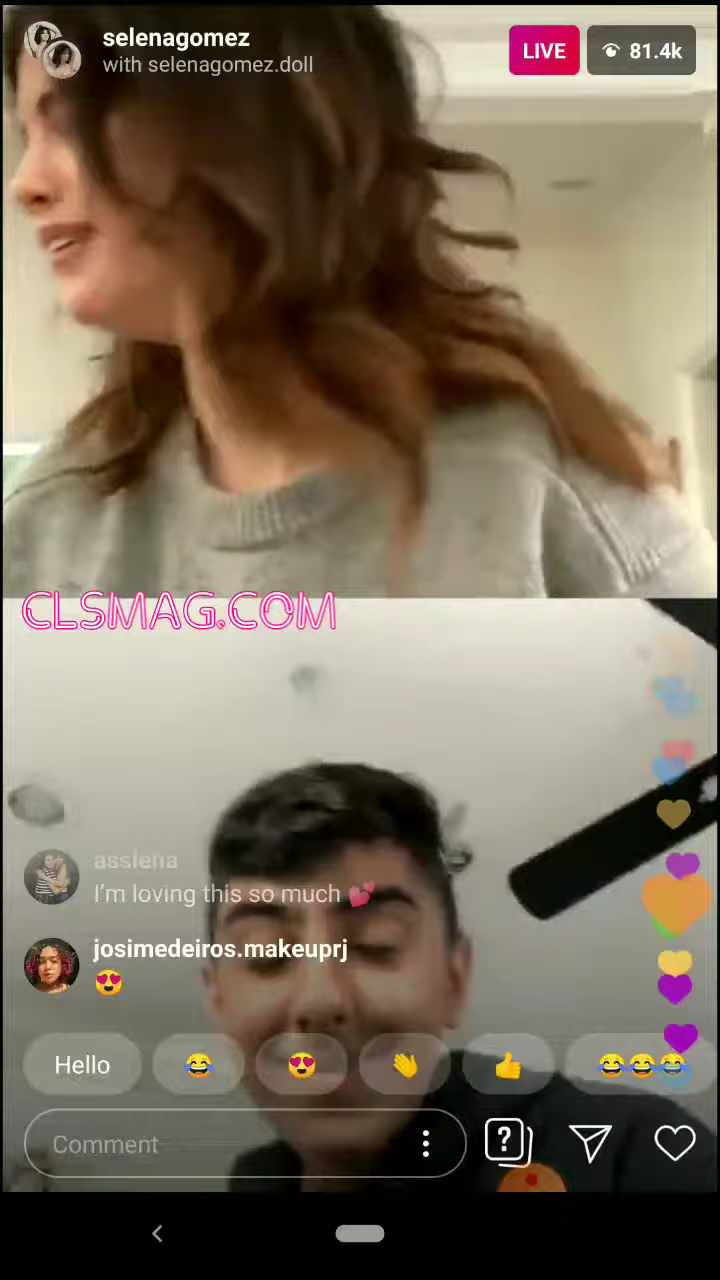 selenagomez
with selenagomez.doll
LIVE
81.4k
CLSMAG.COM
asslena
I'm loving this so much 💕
josimedeiros.makeuprj
😍
Hello 😂 😍 👋 👍 😂😂😂
Comment
?